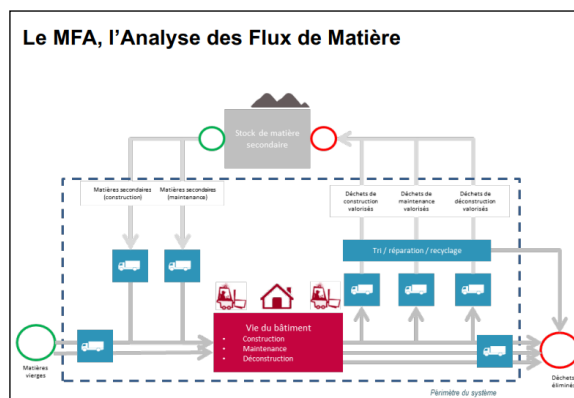 Le MFA, l'Analyse des Flux de Matière
Stock de matière
secondaire
Matières secondaires
(construction)
Matières secondaires
(maintenance)
Déchets de
construction
valorisés
Déchets de
maintenance
valorisés
Déchets de
déconstruction
valorisés
Tri / réparation / recyclage
Vie du bâtiment
• Construction
• Maintenance
• Déconstruction
Matières
vierges
Déchets
éliminés
Périmètre du système